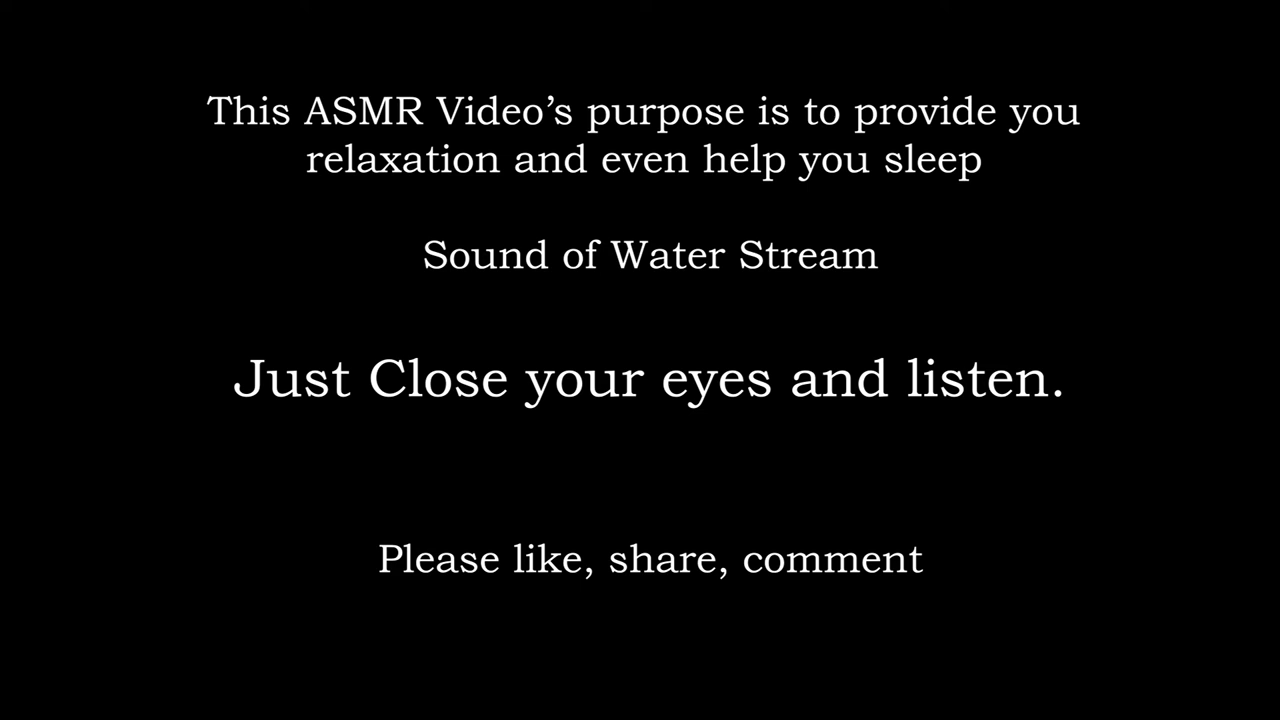 This ASMR Video’s purpose is to provide you
relaxation and even help you sleep
Sound of Water Stream
Just Close your eyes and listen.
Please like, share, comment